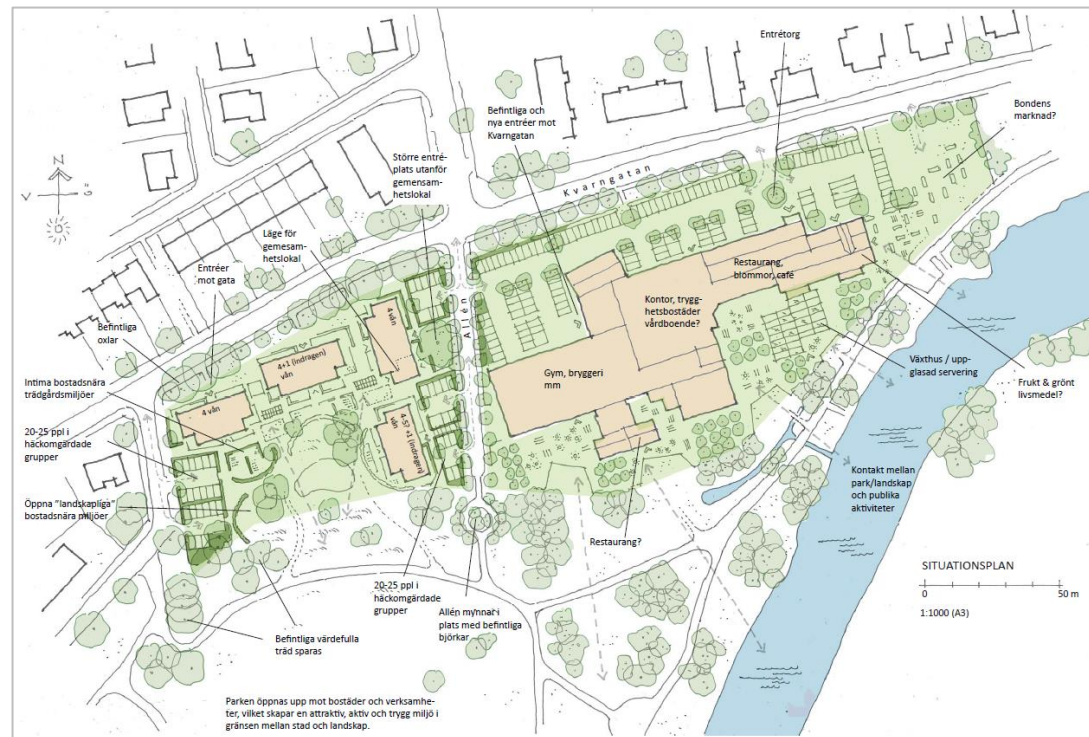 Entrétorg
Befintliga och
nya entréer mot
Kvarngatan
Bondens
marknad?
Större entré-
plats utanför
gemensam-
hetslokal
Kvarngatan
N
Läge för
gemesam-
hetslokal
Entréer
mot gata
Befintliga
oxlar
Intima bostadsnära
trädgårdsmiljöer
20-25 ppl i
häckomgärdade
grupper
Öppna "landskapliga"
bostadsnära miljöer
4 vån
4+1 (indragen)
vån
4 vån
4-5? +1 (indragen)
vån
Allén
Restaurang,
blommor, café
Kontor, trygg-
hetsbostäder
vårdboende?
Gym, bryggeri
mm
Växthus / upp-
glasad servering
Frukt & grönt
livsmedel?
Kontakt mellan
park/landskap
och publika
aktiviteter
Restaurang?
20-25 ppl i
häckomgärdade
grupper
Allén mynnar i
plats med befintliga
björkar
Befintliga värdefulla
träd sparas
Parken öppnas upp mot bostäder och verksamhe-
ter, vilket skapar en attraktiv, aktiv och trygg miljö i
gränsen mellan stad och landskap.
SITUATIONSPLAN
0 50 m
1:1000 (A3)